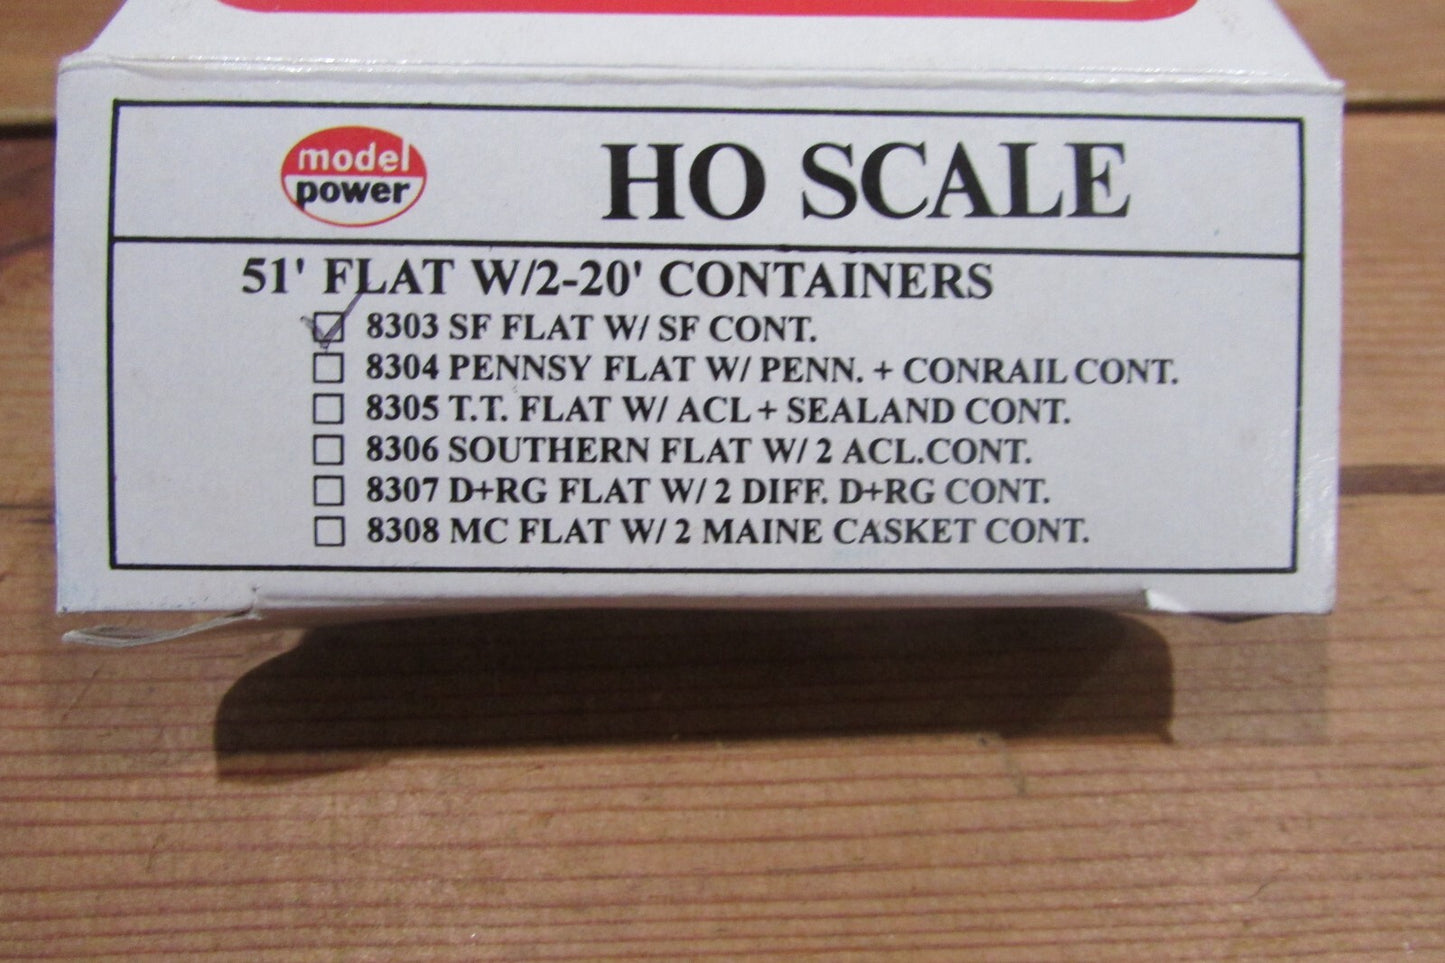 model
power
HO SCALE
51' FLAT W/2-20' CONTAINERS
8303 SF FLAT W/ SF CONT.
8304 PENNSY FLAT W/ PENN. + CONRAIL CONT.
8305 T.T. FLAT W/ ACL + SEALAND CONT.
8306 SOUTHERN FLAT W/ 2 ACL.CONT.
8307 D+RG FLAT W/ 2 DIFF. D+RG CONT.
8308 MC FLAT W/ 2 MAINE CASKET CONT.